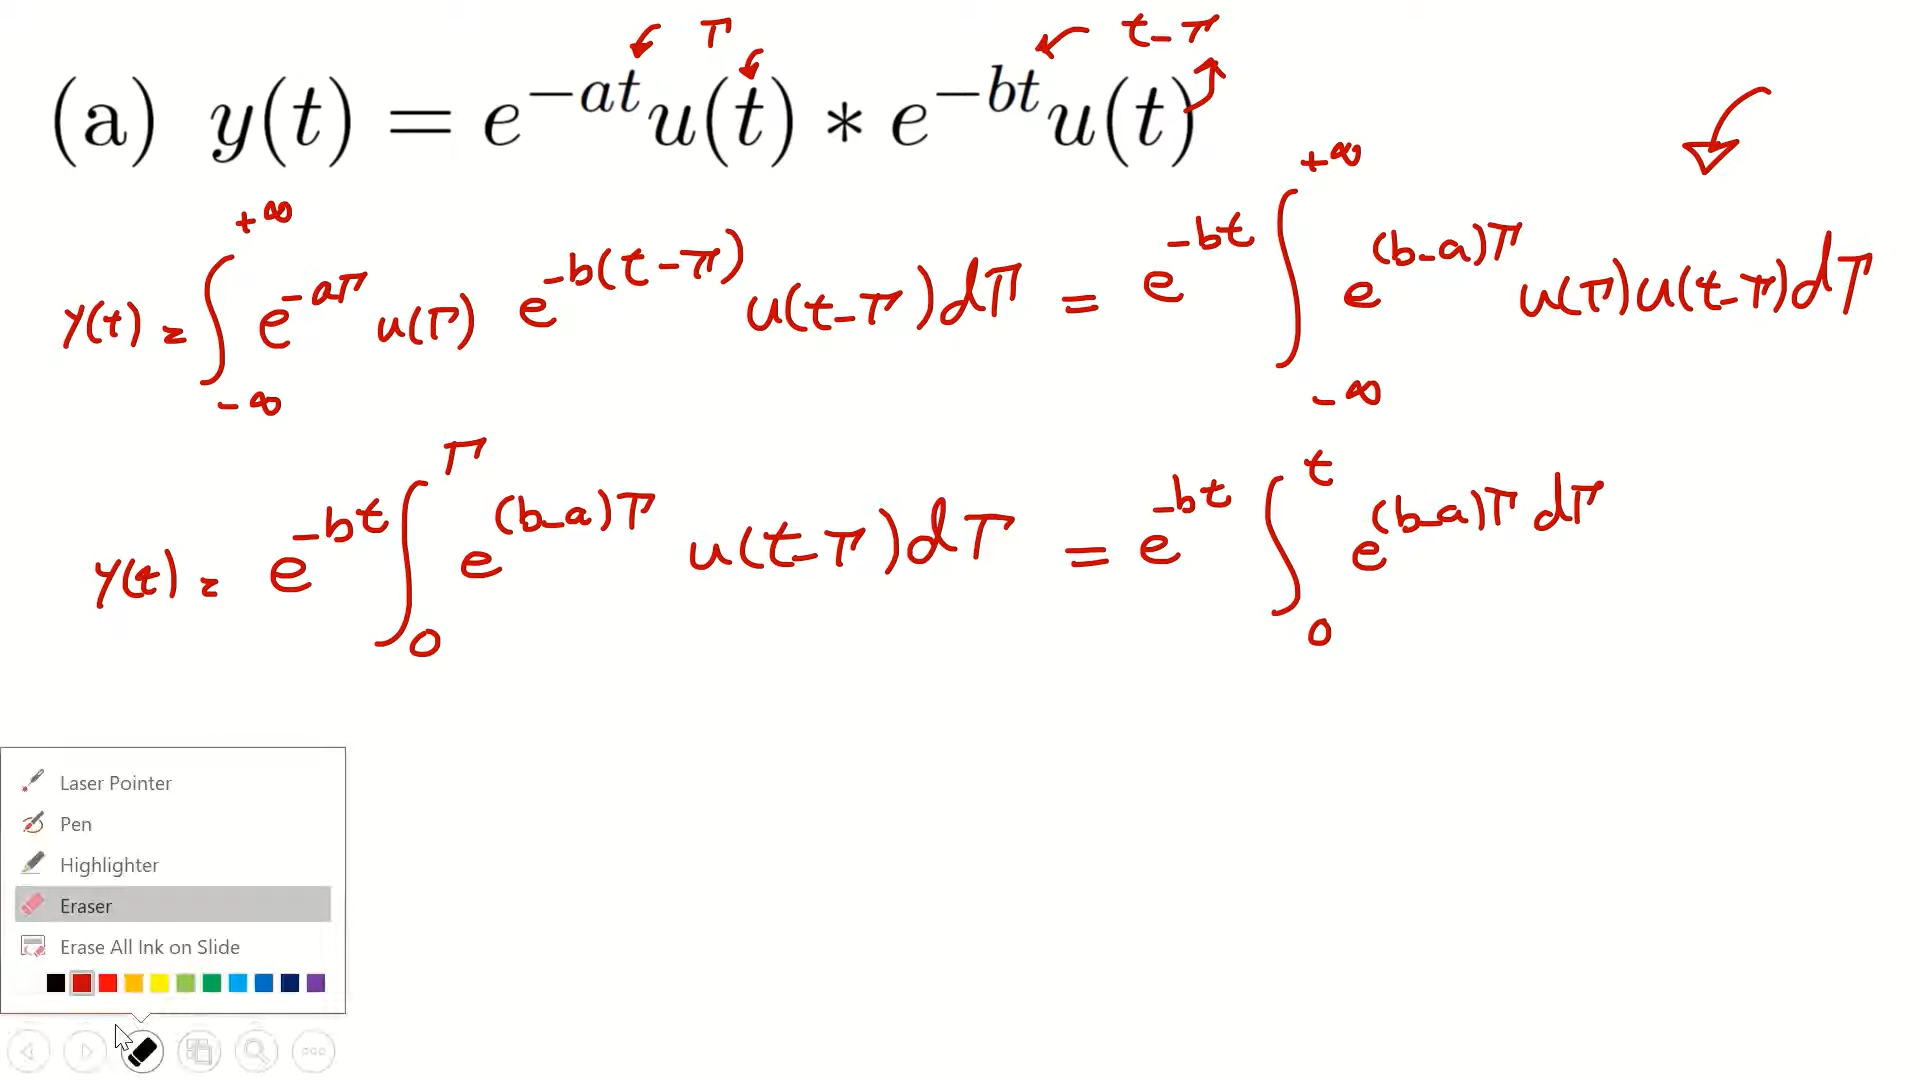 τ t-τ
(a) y(t) = e^{-at}u(t) * e^{-bt}u(t)
y(t) = ∫_{-∞}^{+∞} e^{-aτ} u(τ) e^{-b(t-τ)} u(t-τ)dτ = e^{-bt} ∫_{-∞}^{+∞} e^{(b-a)τ} u(τ)u(t-τ)dτ
y(t) = e^{-bt} ∫_{0}^{τ} e^{(b-a)τ} u(t-τ)dτ = e^{-bt} ∫_{0}^{t} e^{(b-a)τ} dτ
Laser Pointer
Pen
Highlighter
Eraser
Erase All Ink on Slide